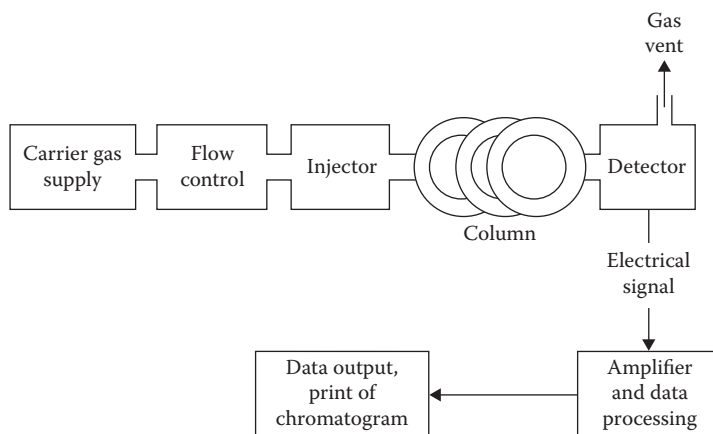 Gas
vent
Carrier gas
supply
Flow
control
Injector
Detector
Column
Electrical
signal
Data output,
print of
chromatogram
Amplifier
and data
processing